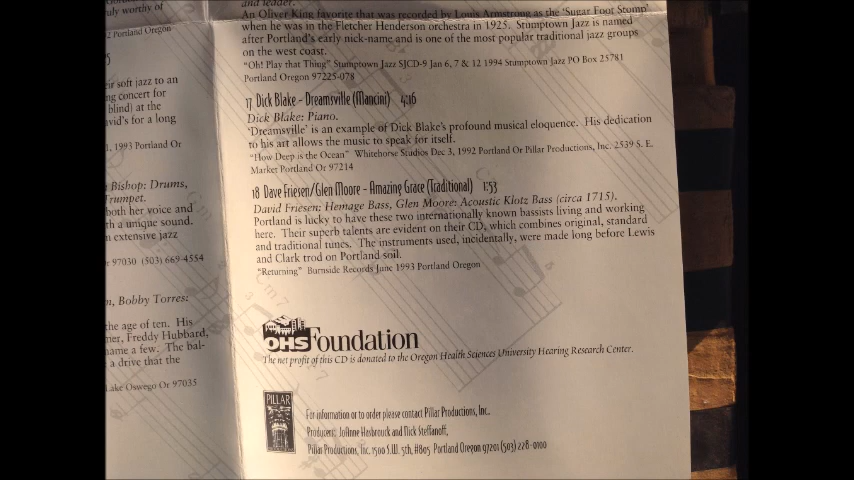 uly worthy of
2 Portland Oregon
5
eir soft jazz to an
ng concert for
blind) at the
vid's for a long
1, 1993 Portland Or
Bishop: Drums,
Trumpet.
both her voice and
h a unique sound.
n extensive jazz
97030 (503) 669-4554
n, Bobby Torres:
the age of ten. His
ner, Freddy Hubbard,
name a few. The bal-
a drive that the
Lake Oswego Or 97035
and leader.
An Oliver King favorite that was recorded by Louis Armstrong as the 'Sugar Foot Stomp'
when he was in the Fletcher Henderson orchestra in 1925. Stumptown Jazz is named
after Portland's early nick-name and is one of the most popular traditional jazz groups
on the west coast.
"Oh! Play that Thing" Stumptown Jazz SJCD-9 Jan 6, 7 & 12 1994 Stumptown Jazz PO Box 25781
Portland Oregon 97225-078
17 Dick Blake - Dreamsville (Mancini) 4:16
Dick Blake: Piano.
'Dreamsville' is an example of Dick Blake's profound musical eloquence. His dedication
to his art allows the music to speak for itself.
"How Deep is the Ocean" Whitehorse Studios Dec 3, 1992 Portland Or Pillar Productions, Inc. 2539 S. E.
Market Portland Or 97214
18 Dave Friesen/Glen Moore - Amazing Grace (Traditional) 1:53
David Friesen: Hemage Bass, Glen Moore: Acoustic Klotz Bass (circa 1715).
Portland is lucky to have these two internationally known bassists living and working
here. Their superb talents are evident on their CD, which combines original, standard
and traditional tunes. The instruments used, incidentally, were made long before Lewis
and Clark trod on Portland soil.
"Returning" Burnside Records June 1993 Portland Oregon
OHSFoundation
The net profit of this CD is donated to the Oregon Health Sciences University Hearing Research Center.
PILLAR
For information or to order please contact Pillar Productions, Inc.
Producers: JoAnne Hasbrouck and Nick Steffanoff,
Pillar Productions, Inc. 1500 S.W. 5th, #805 Portland Oregon 97201 (503) 228-0100